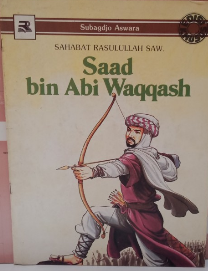 Subagdjo Aswara
SAHABAT RASULULLAH SAW.
Saad
bin Abi Waqqash